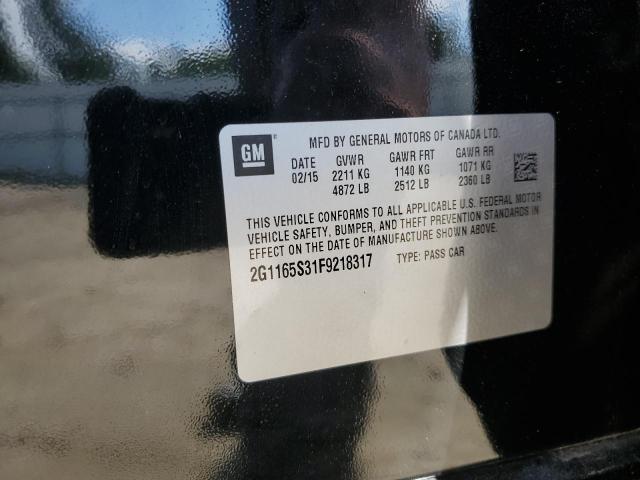 GM
MFD BY GENERAL MOTORS OF CANADA LTD.
DATE GVWR GAWR FRT GAWR RR
02/15 2211 KG 1140 KG 1071 KG
4872 LB 2512 LB 2360 LB
THIS VEHICLE CONFORMS TO ALL APPLICABLE U.S. FEDERAL MOTOR
VEHICLE SAFETY, BUMPER, AND THEFT PREVENTION STANDARDS IN
EFFECT ON THE DATE OF MANUFACTURE SHOWN ABOVE.
2G1165S31F9218317 TYPE: PASS CAR